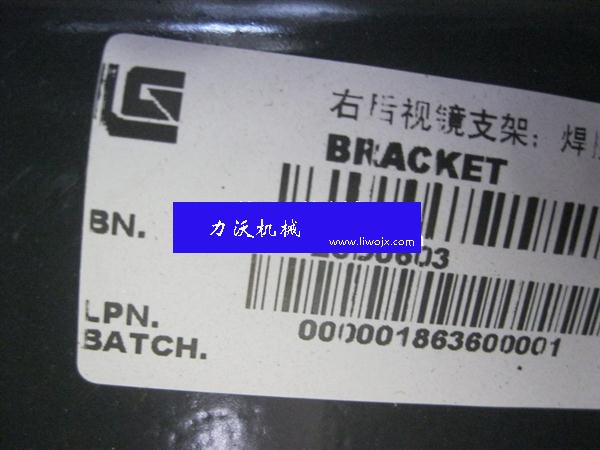 右后视镜支架; 焊
BRACKET
BN.
力沃机械
www.liwojx.com
0603
LPN.
000001863600001
BATCH.